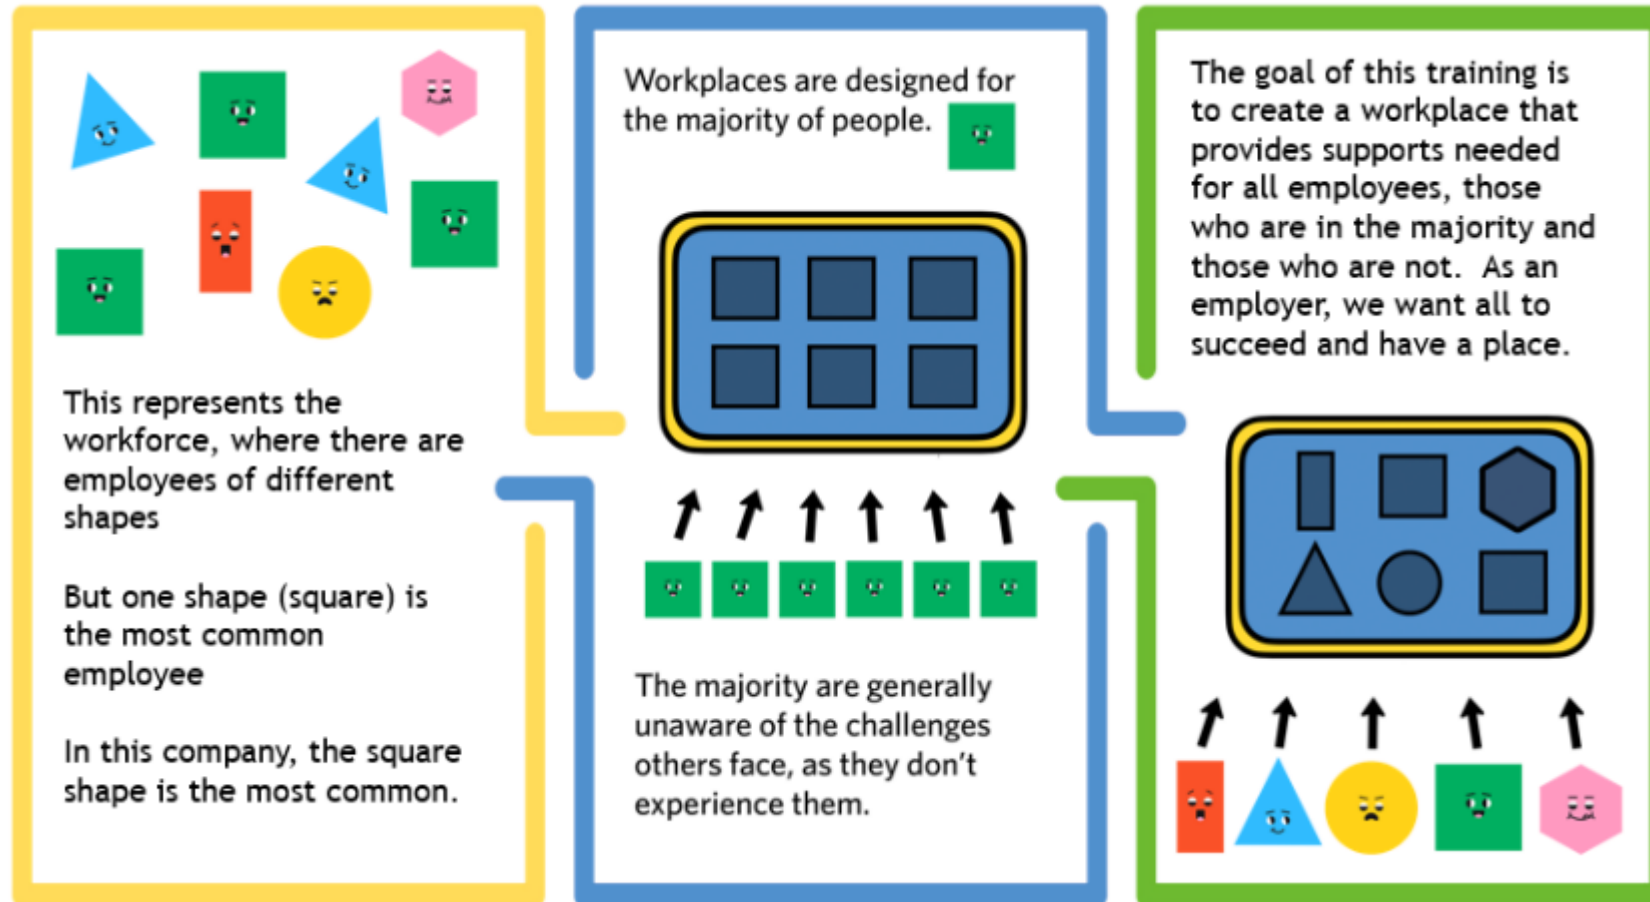 This represents the
workforce, where there are
employees of different
shapes
But one shape (square) is
the most common
employee
In this company, the square
shape is the most common.
Workplaces are designed for
the majority of people.
The majority are generally
unaware of the challenges
others face, as they don't
experience them.
The goal of this training is
to create a workplace that
provides supports needed
for all employees, those
who are in the majority and
those who are not.  As an
employer, we want all to
succeed and have a place.